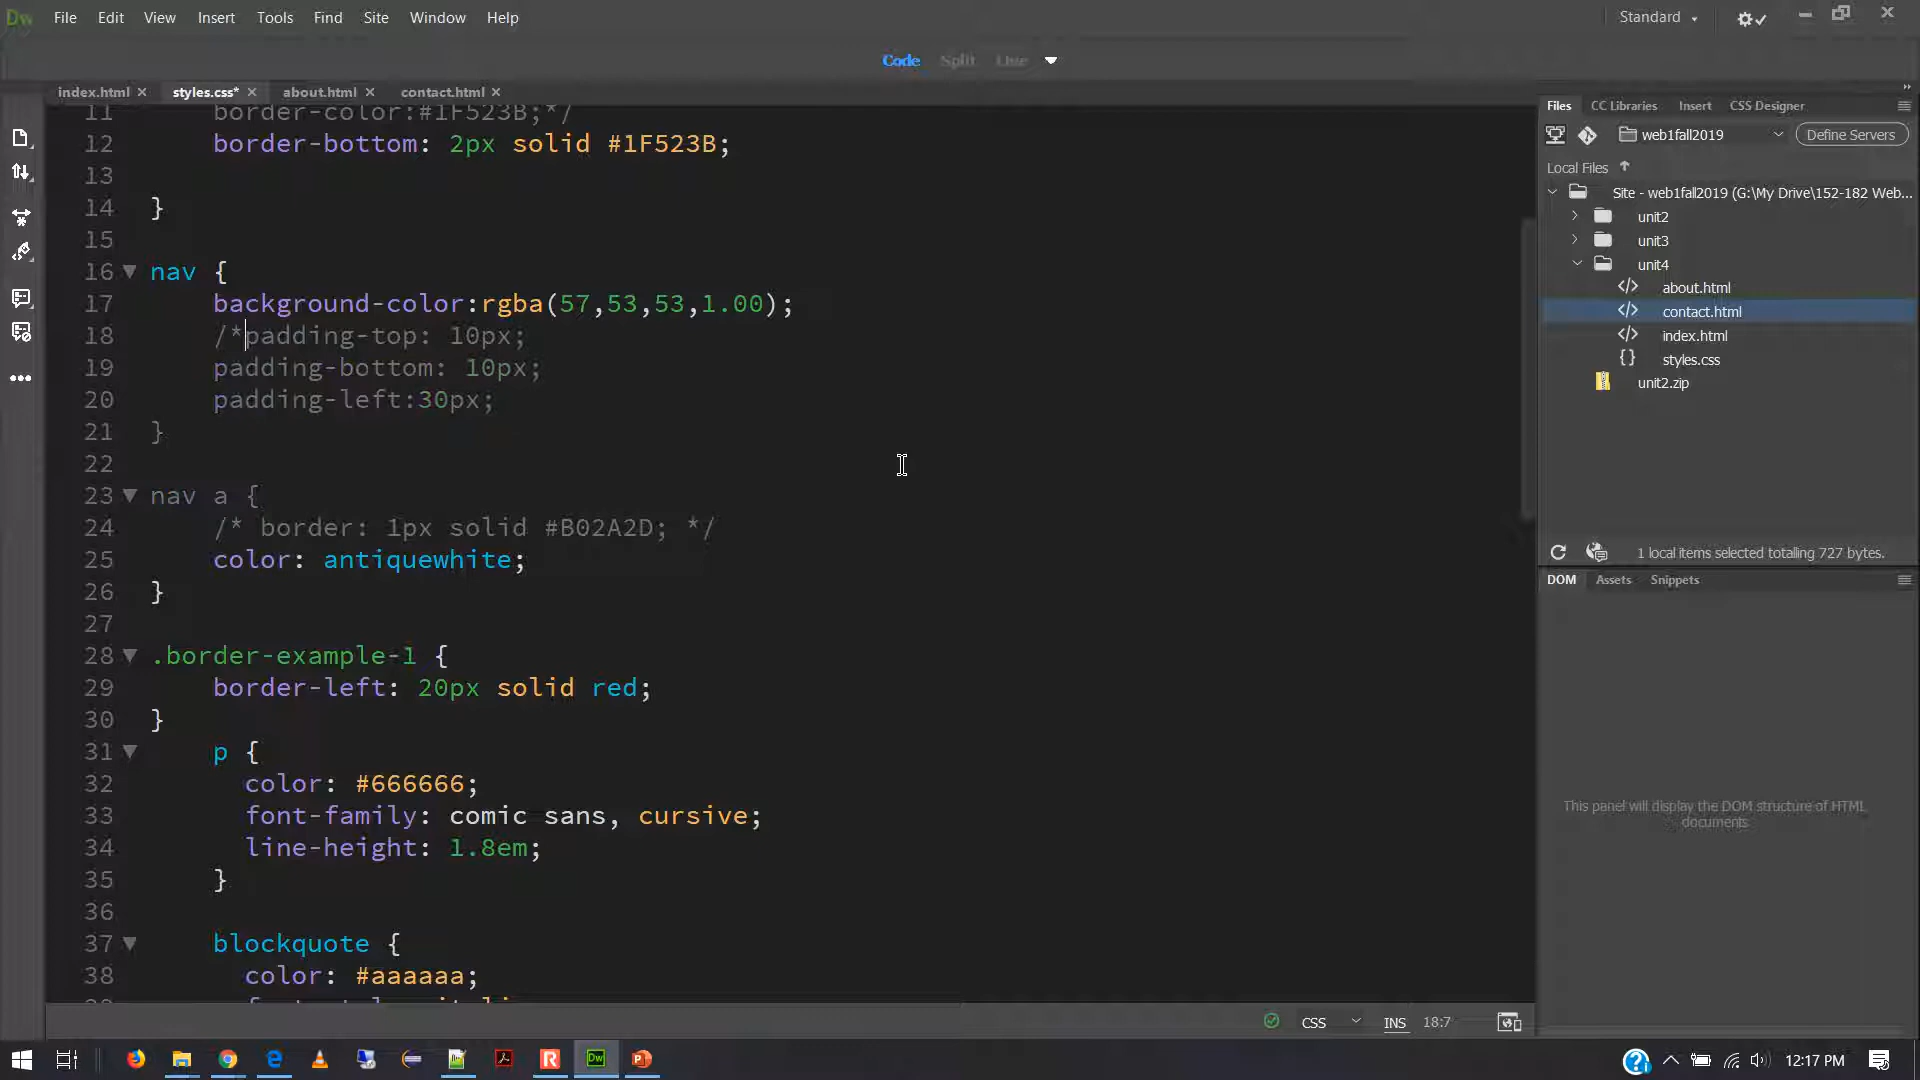 Dw File Edit View Insert Tools Find Site Window Help Standard
Code Split Live
index.html styles.css* about.html contact.html
11 border-color:#1F523B;*/
12 border-bottom: 2px solid #1F523B;
13
14 }
15
16 nav {
17 background-color:rgba(57,53,53,1.00);
18 /*padding-top: 10px;
19 padding-bottom: 10px;
20 padding-left:30px;
21 }
22
23 nav a {
24 /* border: 1px solid #B02A2D; */
25 color: antiquewhite;
26 }
27
28 .border-example-1 {
29 border-left: 20px solid red;
30 }
31 p {
32 color: #666666;
33 font-family: comic sans, cursive;
34 line-height: 1.8em;
35 }
36
37 blockquote {
38 color: #aaaaaa;
CSS INS 18:7
Files CC Libraries Insert CSS Designer
web1fall2019 Define Servers
Local Files
Site - web1fall2019 (G:\My Drive\152-182 Web...
unit2
unit3
unit4
about.html
contact.html
index.html
styles.css
unit2.zip
1 local items selected totalling 727 bytes.
DOM Assets Snippets
This panel will display the DOM structure of HTML
documents
Dw 12:17 PM